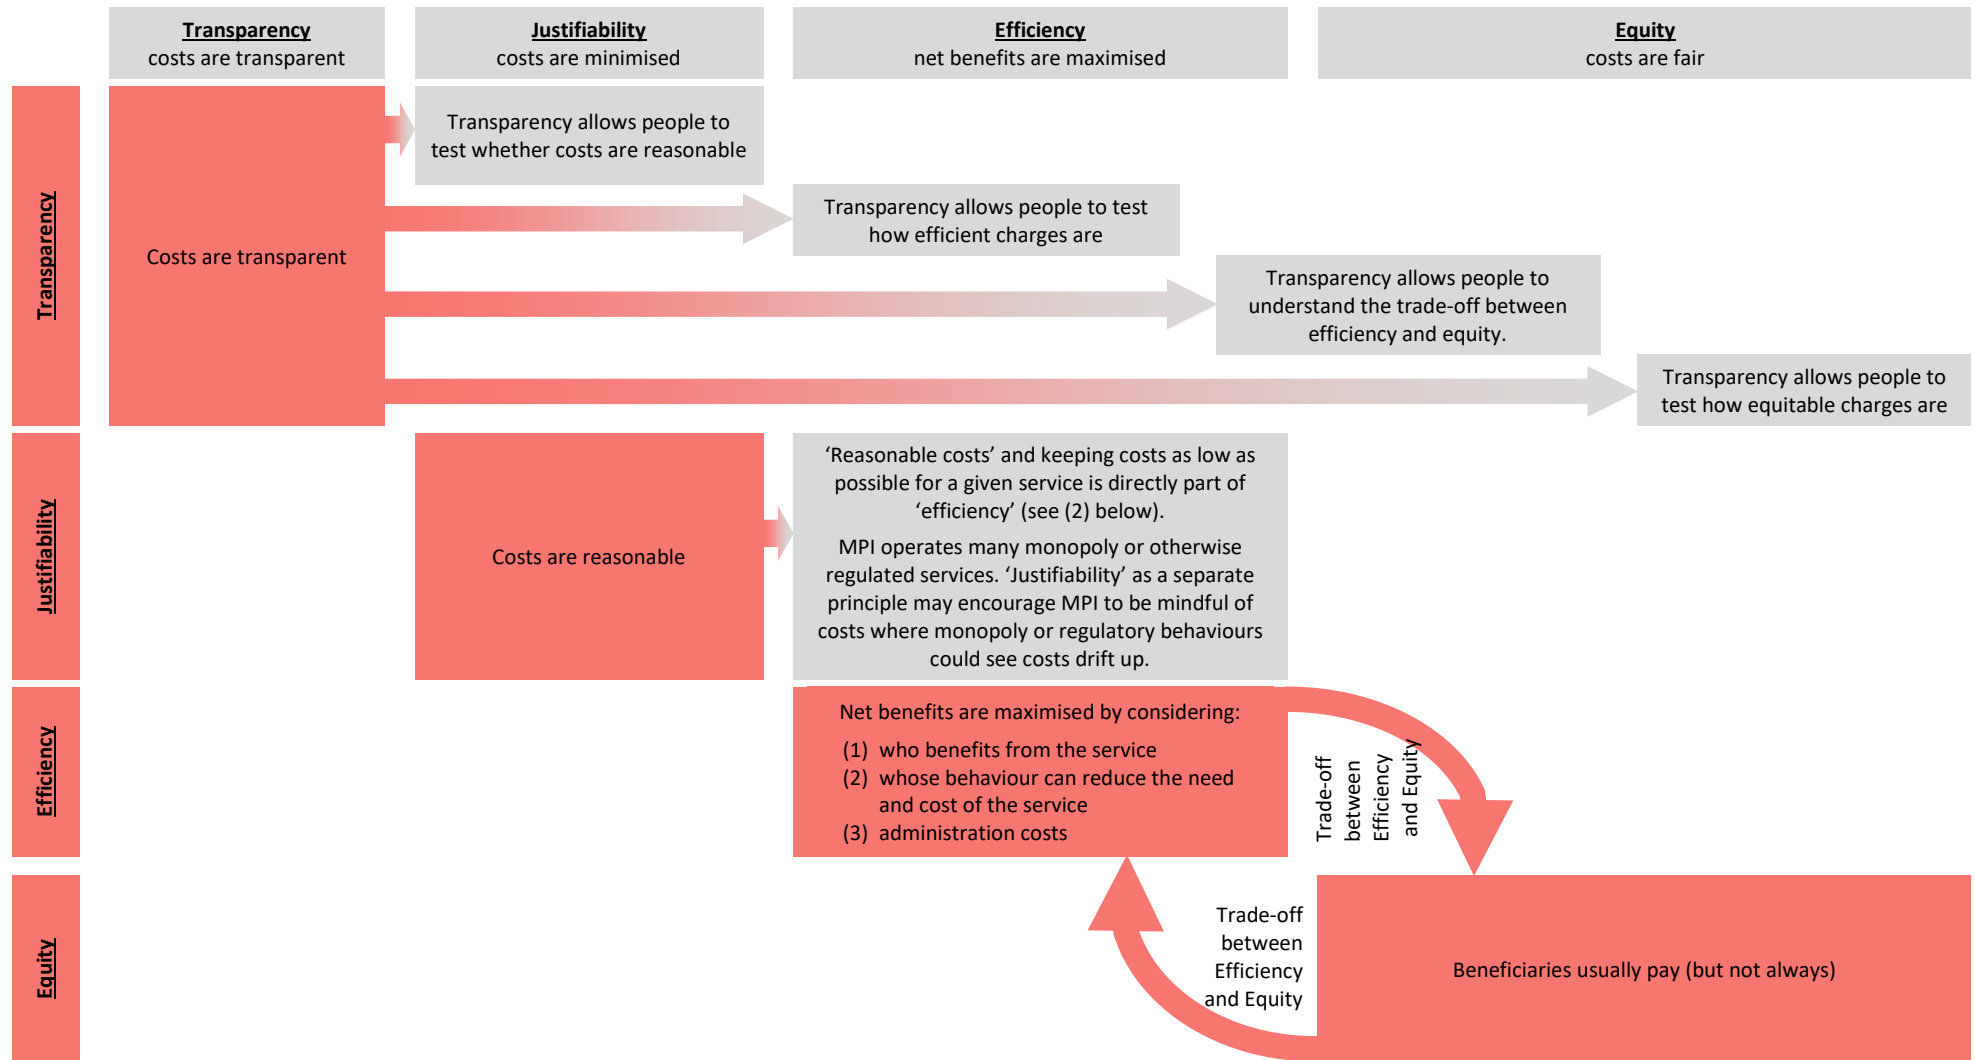 Transparency
costs are transparent
Justifiability
costs are minimised
Efficiency
net benefits are maximised
Equity
costs are fair
Transparency
Costs are transparent
Transparency allows people to
test whether costs are reasonable
Transparency allows people to test
how efficient charges are
Transparency allows people to
understand the trade-off between
efficiency and equity.
Transparency allows people to
test how equitable charges are
Justifiability
Costs are reasonable
‘Reasonable costs’ and keeping costs as low as
possible for a given service is directly part of
‘efficiency’ (see (2) below).
MPI operates many monopoly or otherwise
regulated services. ‘Justifiability’ as a separate
principle may encourage MPI to be mindful of
costs where monopoly or regulatory behaviours
could see costs drift up.
Efficiency
Net benefits are maximised by considering:
(1) who benefits from the service
(2) whose behaviour can reduce the need
and cost of the service
(3) administration costs
Trade-off
between
Efficiency
and Equity
Equity
Trade-off
between
Efficiency
and Equity
Beneficiaries usually pay (but not always)